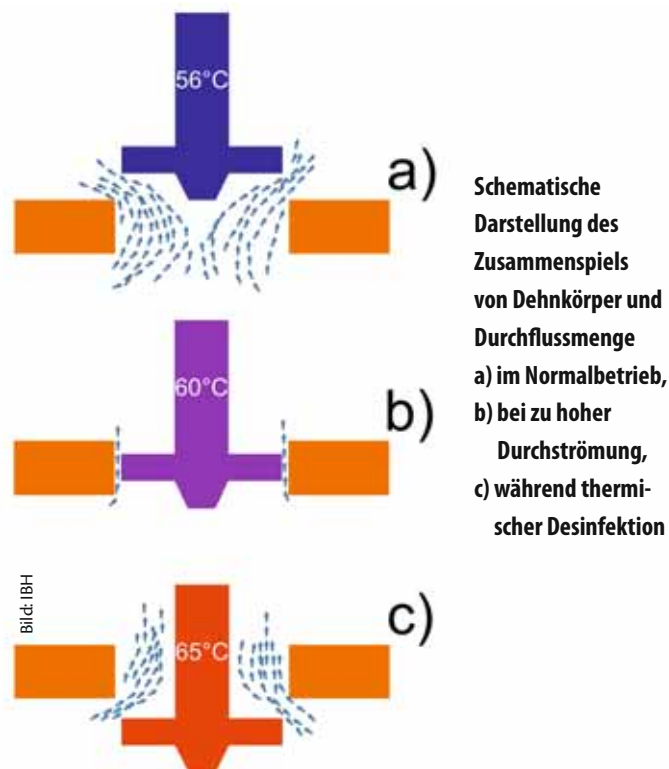 56°C
a)
60°C
b)
65°C
c)
Bild: IBH
Schematische
Darstellung des
Zusammenspiels
von Dehnkörper und
Durchflussmenge
a) im Normalbetrieb,
b) bei zu hoher
Durchströmung,
c) während thermi-
scher Desinfektion